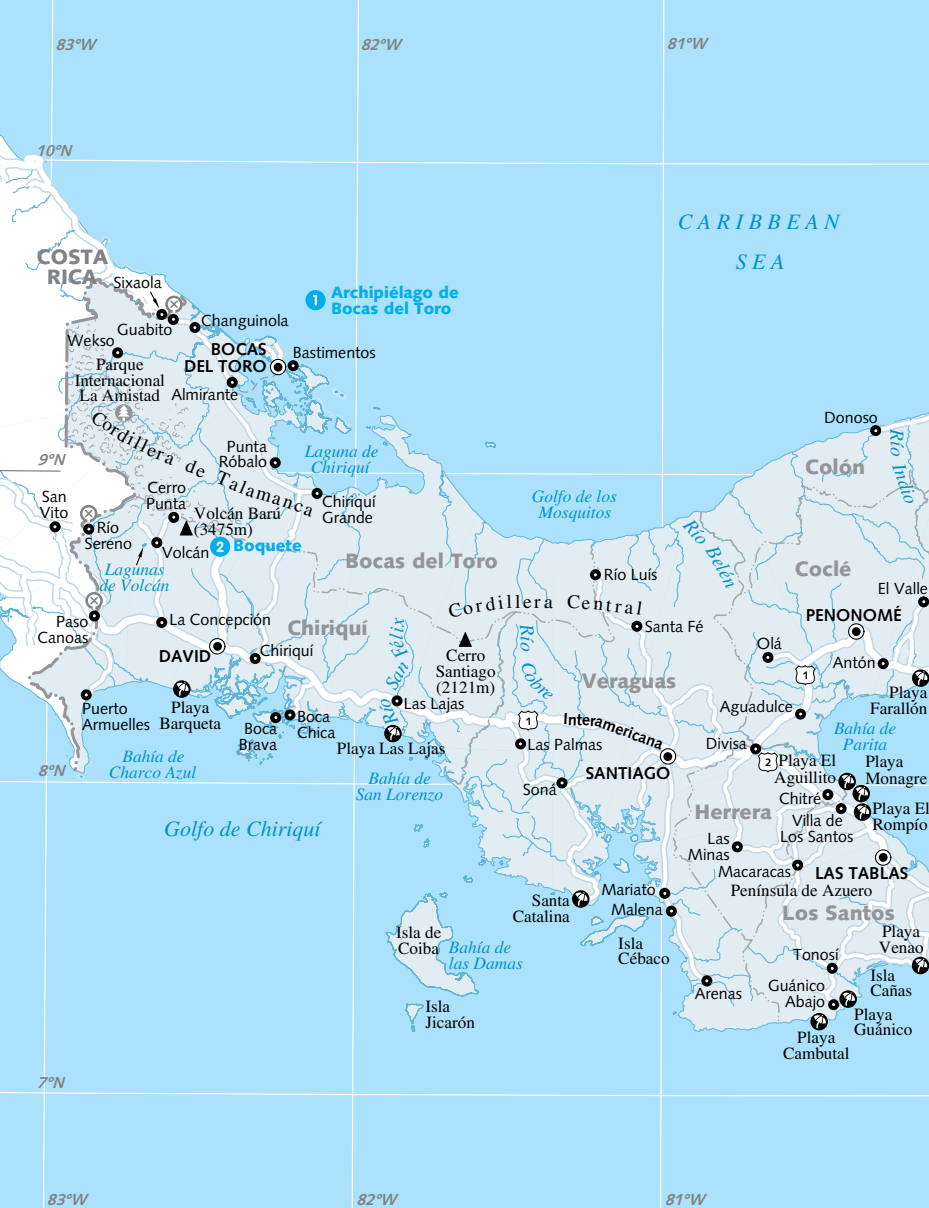 83°W
82°W
81°W
10°N
CARIBBEAN
SEA
COSTA
RICA
Sixaola
1 Archipiélago de
Bocas del Toro
Guabito
Changuinola
Wekso
BOCAS
DEL TORO
Bastimentos
Parque
Internacional
La Amistad
Almirante
Donoso
Río Indio
Cordillera de Talamanca
Punta
Róbalo
Laguna de
Chiriquí
Colón
9°N
Cerro
Punta
Chiriquí
Grande
Golfo de los
Mosquitos
San
Vito
Río
Sereno
Volcán Barú
(3475m)
Volcán
2 Boquete
Río Belén
Lagunas
de Volcán
Bocas del Toro
Río Luís
Coclé
El Valle
Cordillera Central
Paso
Canoas
La Concepción
Chiriquí
PENONOMÉ
Santa Fé
DAVID
Chiriquí
Río San Félix
Cerro
Santiago
(2121m)
Río Cobre
Olá
Antón
1
Veraguas
Playa
Farallón
Puerto
Armuelles
Playa
Barqueta
Las Lajas
Aguadulce
Boca
Brava
Boca
Chica
1
Interamericana
Bahía de
Parita
Playa Las Lajas
Las Palmas
Divisa
2
Bahía de
Charco Azul
SANTIAGO
Playa El
Aguillito
Playa
Monagre
8°N
Bahía de
San Lorenzo
Soná
Chitré
Herrera
Playa El
Rompío
Golfo de Chiriquí
Villa de
Los Santos
Las
Minas
Macaracas
LAS TABLAS
Península de Azuero
Santa
Catalina
Mariato
Malena
Los Santos
Isla de
Coiba
Bahía de
las Damas
Isla
Cébaco
Playa
Venao
Tonosí
Isla
Cañas
Arenas
Guánico
Abajo
Isla
Jicarón
Playa
Guánico
Playa
Cambutal
7°N
83°W
82°W
81°W